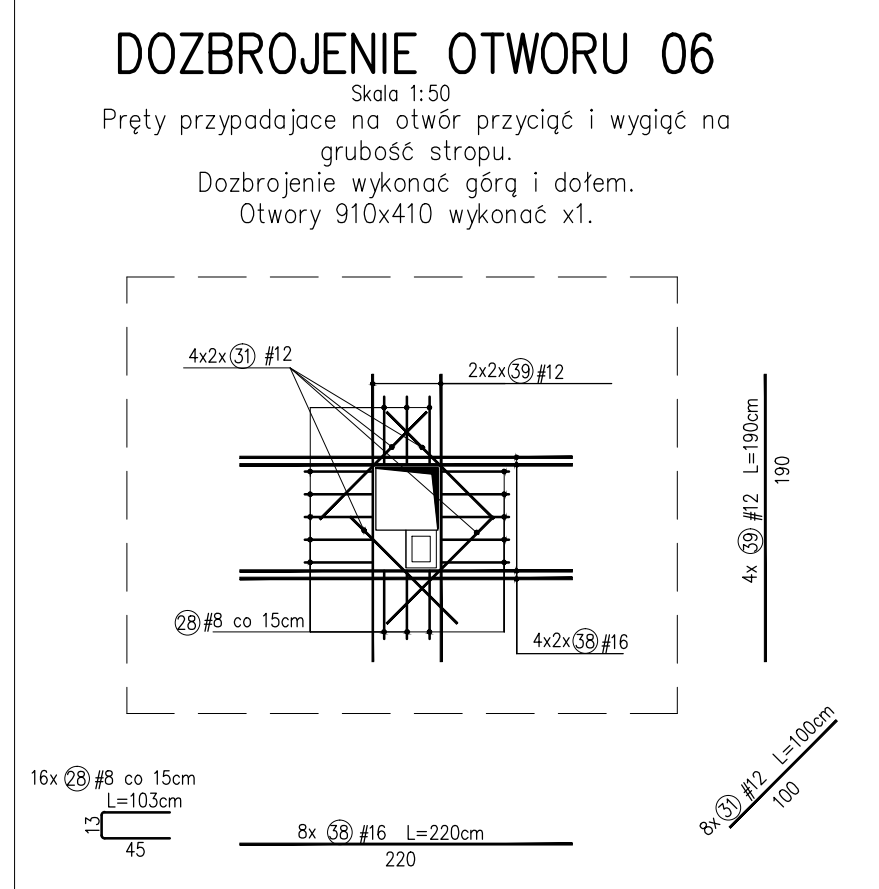 DOZBROJENIE OTWORU 06
Skala 1:50
Pręty przypadajace na otwór przyciąć i wygiąć na
grubość stropu.
Dozbrojenie wykonać górą i dołem.
Otwory 910x410 wykonać x1.
4x2x 31 #12
2x2x 39 #12
4x 39 #12 L=190cm
190
28 #8 co 15cm
4x2x 38 #16
16x 28 #8 co 15cm
L=103cm
13
45
8x 38 #16 L=220cm
220
8x 31 #12 L=100cm
100